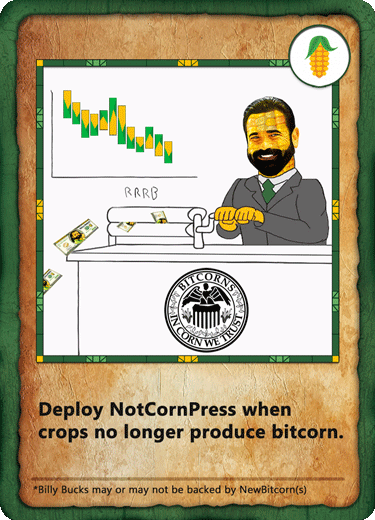 RRRB
BITCORNS
IN CORN WE TRUST
Deploy NotCornPress when
crops no longer produce bitcorn.
*Billy Bucks may or may not be backed by NewBitcorn(s)